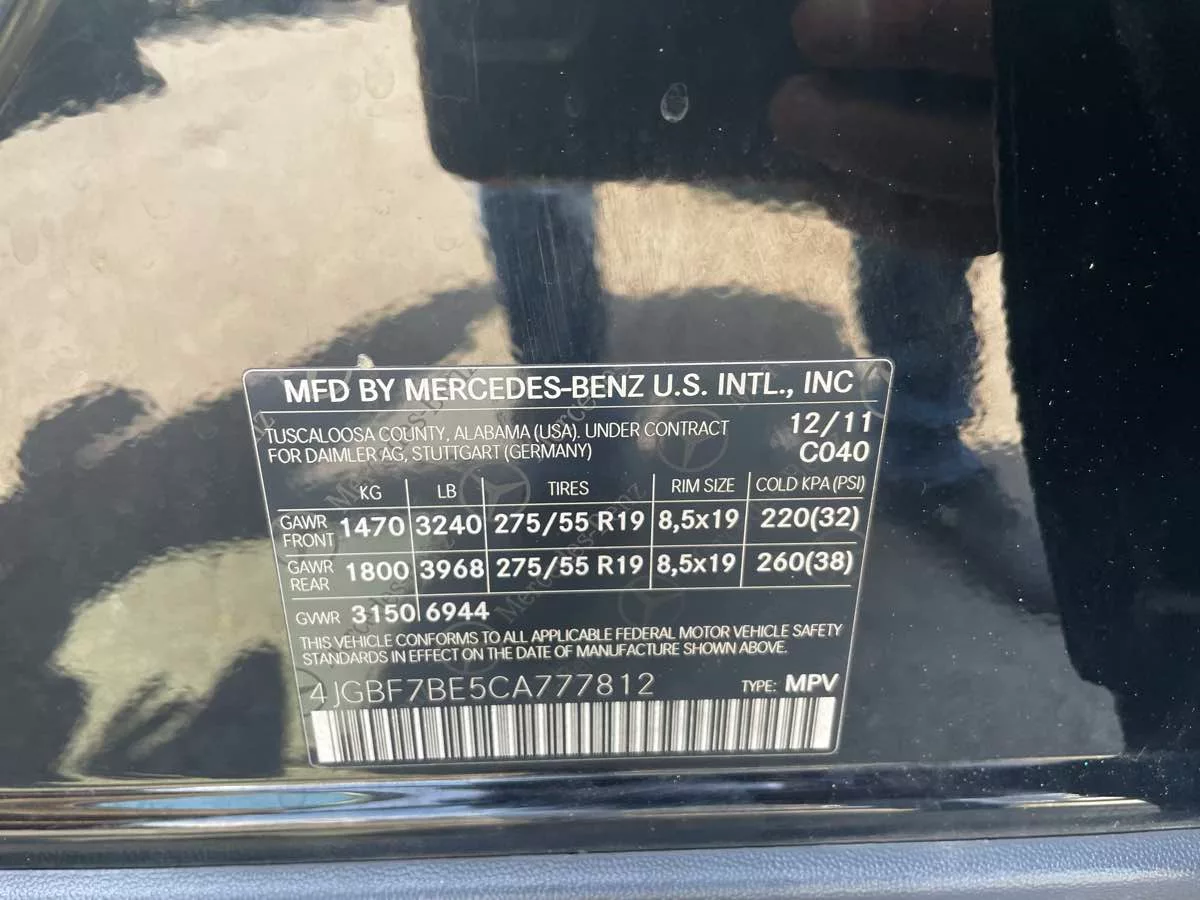 MFD BY MERCEDES-BENZ U.S. INTL., INC
TUSCALOOSA COUNTY, ALABAMA (USA). UNDER CONTRACT 12/11
FOR DAIMLER AG, STUTTGART (GERMANY) C040
KG LB TIRES RIM SIZE COLD KPA (PSI)
GAWR FRONT 1470 3240 275/55 R19 8,5x19 220(32)
GAWR REAR 1800 3968 275/55 R19 8,5x19 260(38)
GVWR 3150 6944
THIS VEHICLE CONFORMS TO ALL APPLICABLE FEDERAL MOTOR VEHICLE SAFETY
STANDARDS IN EFFECT ON THE DATE OF MANUFACTURE SHOWN ABOVE.
4JGBF7BE5CA777812 TYPE: MPV